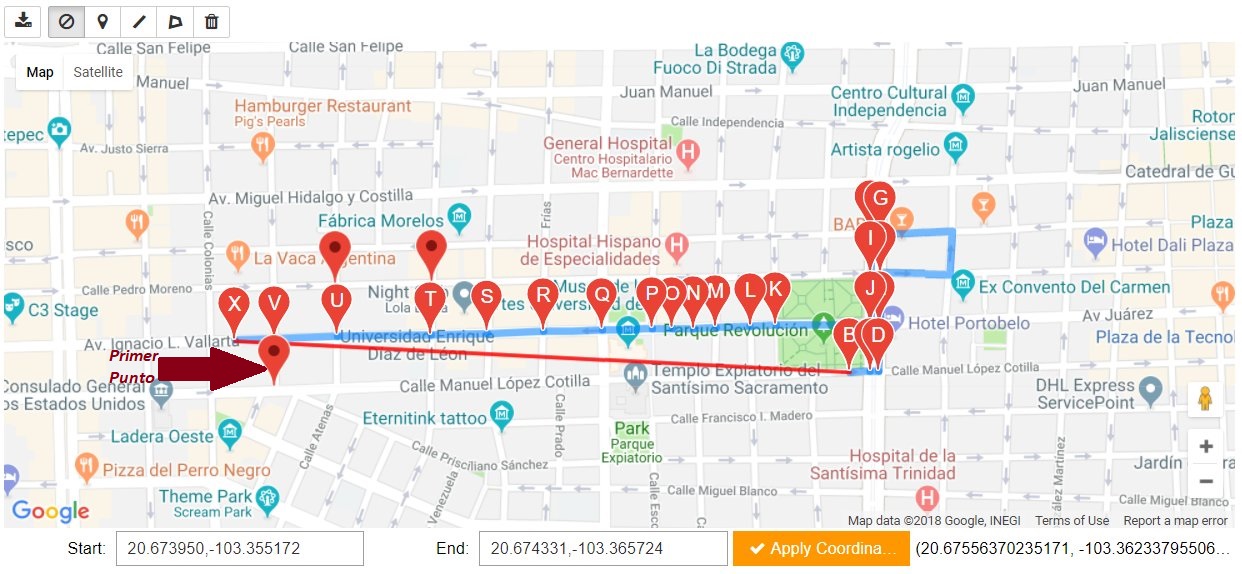 Calle San Felipe
Calle San Felipe
La Bodega
Fuoco Di Strada
Map
Satellite
Manuel
Juan Manuel
Juan Manuel
Hamburger Restaurant
Pig's Pearls
Centro Cultural
Independencia
Calle Independencia
Roton
Jalisciense
tepec
Av. Justo Sierra
General Hospital
Centro Hospitalario
Mac Bernardette
Artista rogelio
Catedral de Gu
Av. Miguel Hidalgo y Costilla
Fábrica Morelos
Frías
Calle Colonias
G
BAR
I
Plaza
sco
La Vaca Argentina
Hospital Hispano
de Especialidades
Hotel Dali Plaza
Calle Pedro Moreno
Night
Lola
X
V
U
T
S
R
Q
P
O
N
M
L
K
J
Ex Convento Del Carmen
C3 Stage
Av. Juárez
Hotel Portobelo
Av. Ignacio L. Vallarta
Universidad Enrique
Díaz de León
Parque Revolución
B
D
Plaza de la Tecnol
Primer
Punto
Consulado General
os Estados Unidos
Calle Manuel López Cotilla
Templo Expiatorio del
Santísimo Sacramento
Calle Manuel López Cotilla
DHL Express
ServicePoint
Eternitink tattoo
Calle Francisco I. Madero
Ladera Oeste
Calle Atenas
Calle Prado
Park
Parque
Expiatorio
Calle Prisciliano Sánchez
Pizza del Perro Negro
Hospital de la
Santísima Trinidad
Jardín
Venezuela
Calle Esco
Calle Miguel Blanco
Calle Miguel Blanco
Theme Park
Scream Park
Google
Map data ©2018 Google, INEGI
Terms of Use
Report a map error
Start:
20.673950,-103.355172
End:
20.674331,-103.365724
Apply Coordina...
(20.67556370235171, -103.36233795506...